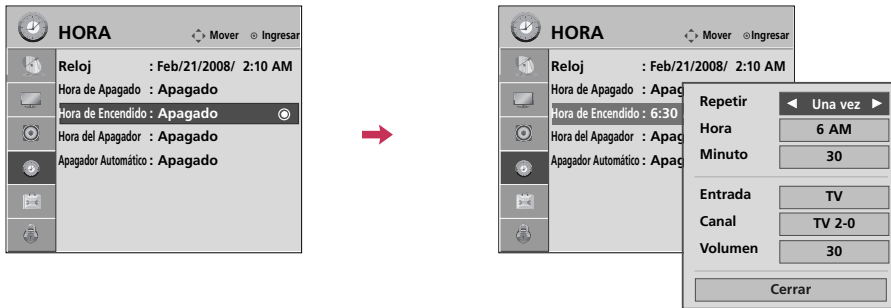 HORA
Mover Ingresar
Reloj : Feb/21/2008/ 2:10 AM
Hora de Apagado : Apagado
Hora de Encendido : Apagado
Hora del Apagador : Apagado
Apagador Automático : Apagado
HORA
Mover Ingresar
Reloj : Feb/21/2008/ 2:10 AM
Hora de Apagado : Apag
Hora de Encendido : 6:30
Hora del Apagador : Apag
Apagador Automático : Apag
Repetir ◀ Una vez ▶
Hora 6 AM
Minuto 30
Entrada TV
Canal TV 2-0
Volumen 30
Cerrar